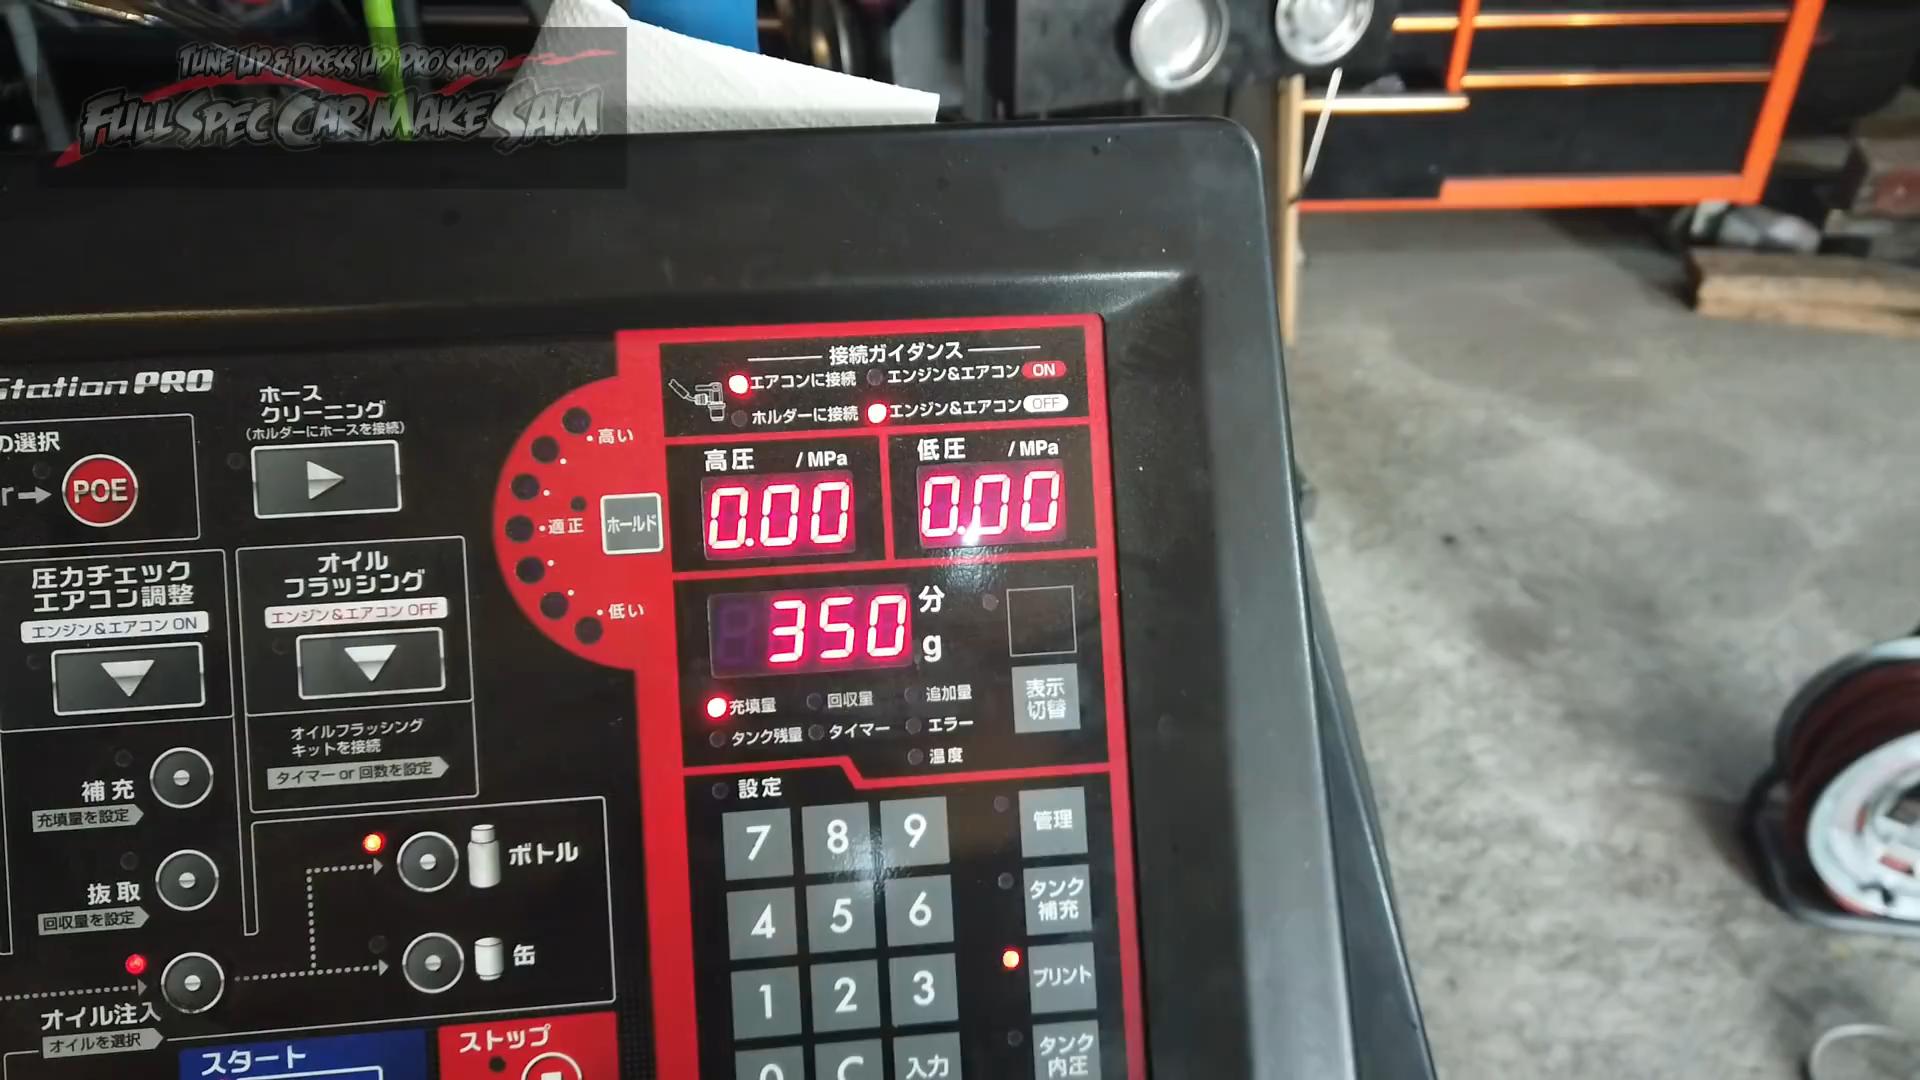 TUNE UP & DRESS UP PRO SHOP
FULL SPEC CAR MAKE SAM
Station PRO
の選択
r
POE
ホース
クリーニング
(ホルダーにホースを接続)
圧力チェック
エアコン調整
エンジン&エアコン ON
オイル
フラッシング
エンジン&エアコン OFF
オイルフラッシング
キットを接続
タイマー or 回数を設定
補充
充填量を設定
抜取
回収量を設定
オイル注入
オイルを選択
ボトル
缶
スタート
ストップ
高い
適正
低い
ホールド
接続ガイダンス
エアコンに接続
エンジン&エアコン ON
ホルダーに接続
エンジン&エアコン OFF
高圧 /MPa
低圧 /MPa
0.00
0.00
350
分
g
充填量
回収量
追加量
タンク残量
タイマー
エラー
温度
表示
切替
設定
7 8 9
4 5 6
1 2 3
0 C 入力
管理
タンク
補充
プリント
タンク
内圧